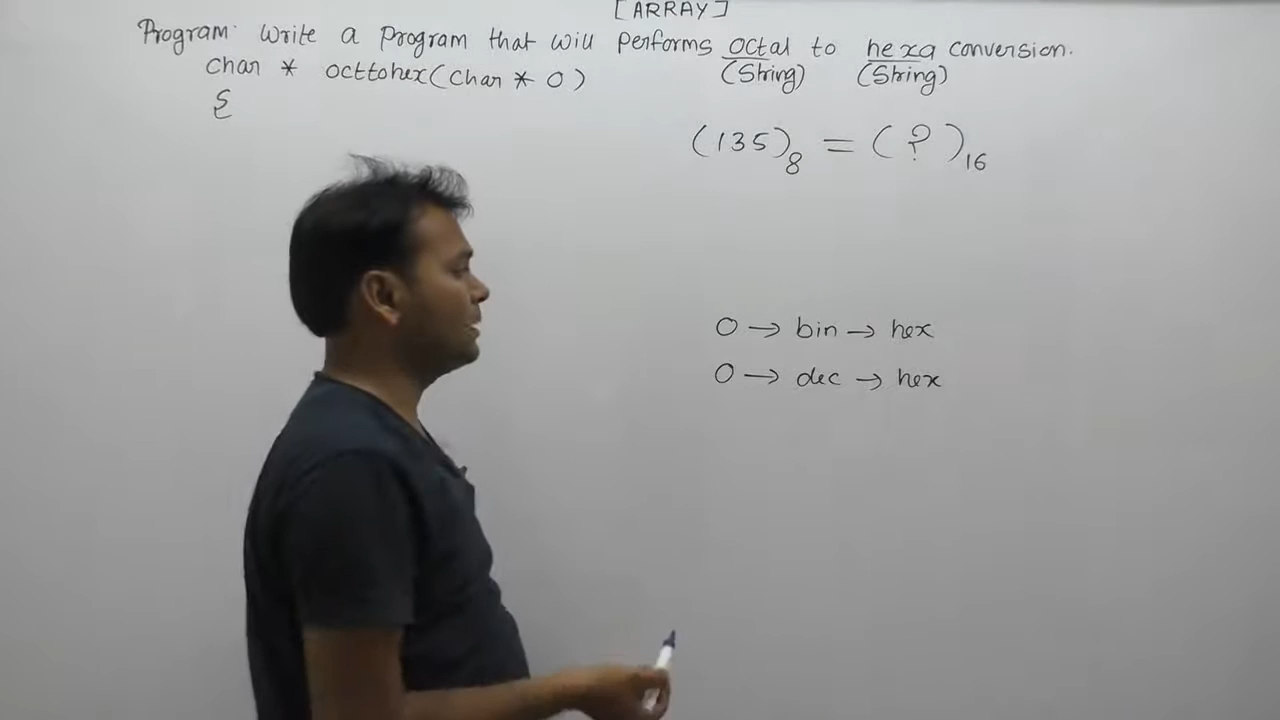 [ARRAY]
Program: Write a Program that will Performs octal to hexa conversion.
(String) (String)
char * octtohex(char * O)
{
(135)8 = (?)16
O → bin → hex
O → dec → hex